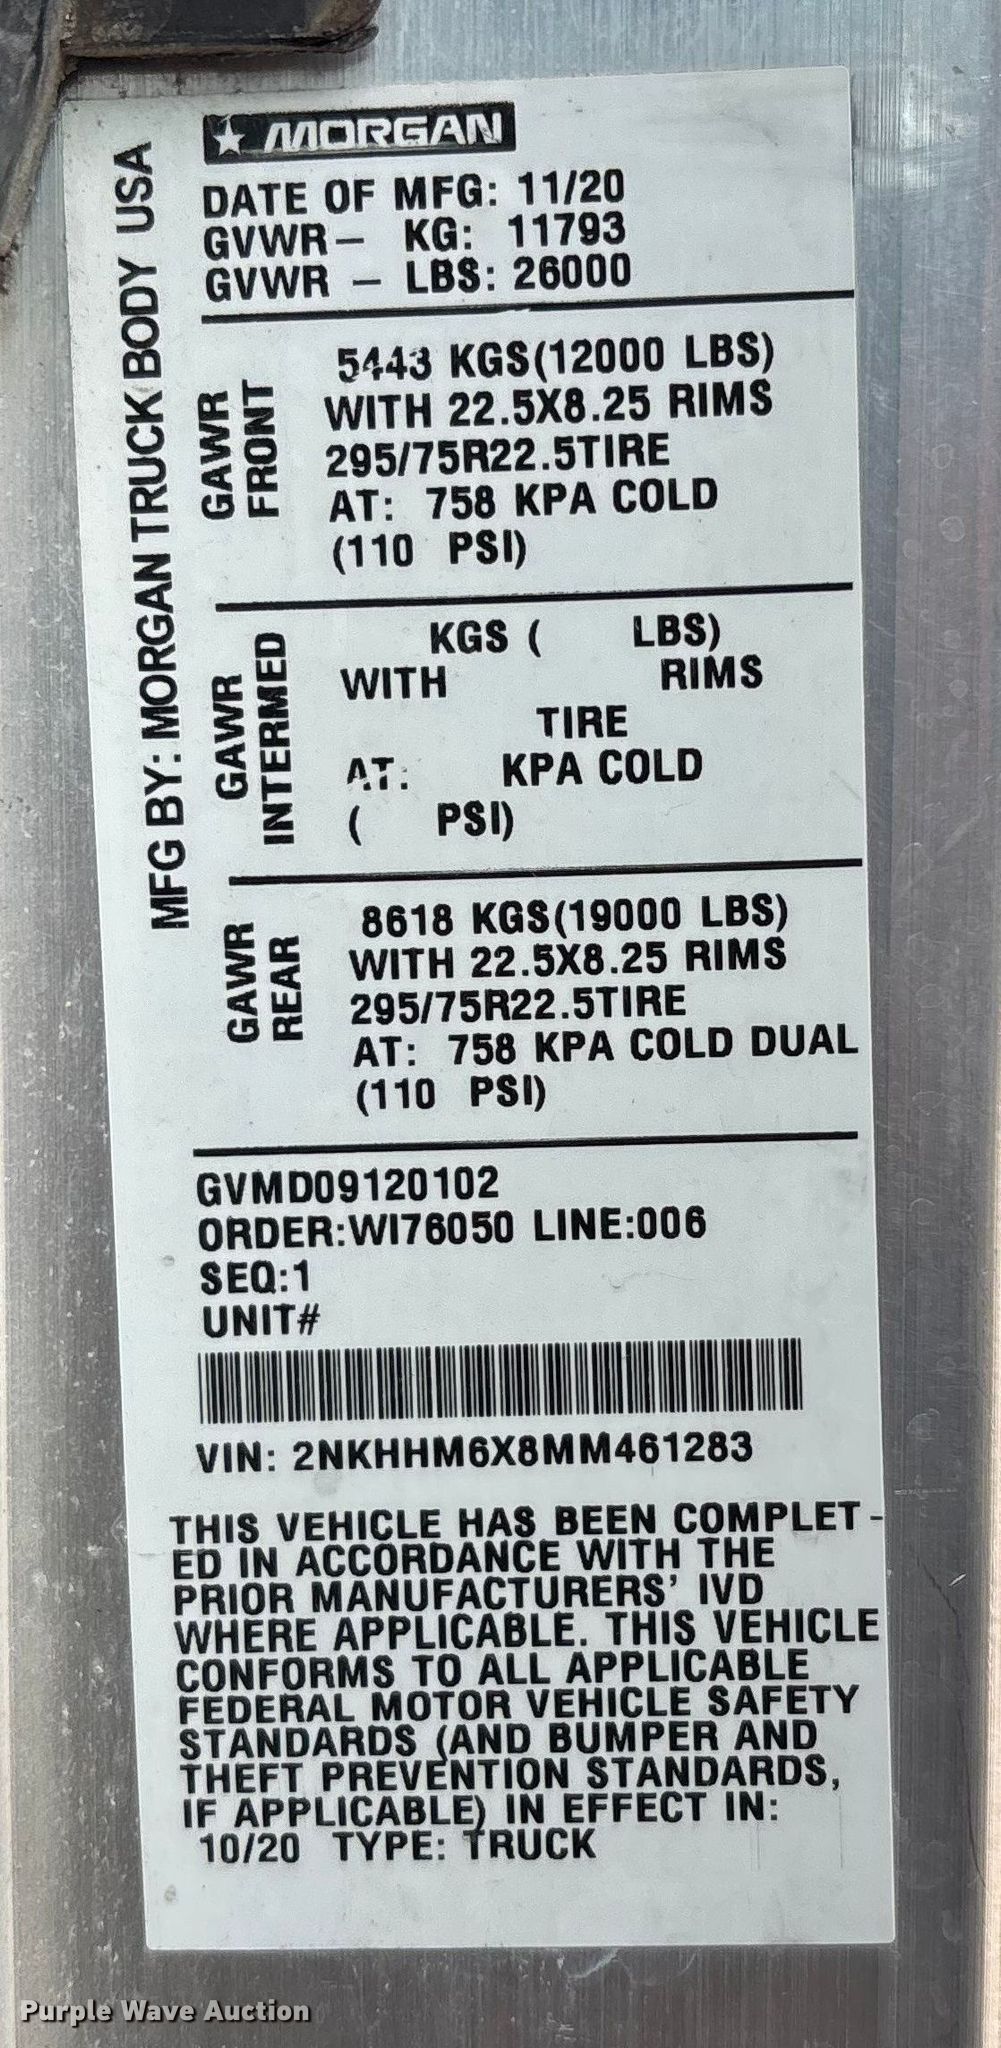 MORGAN
MFG BY: MORGAN TRUCK BODY USA
DATE OF MFG: 11/20
GVWR - KG: 11793
GVWR - LBS: 26000
GAWR
FRONT
5443 KGS(12000 LBS)
WITH 22.5X8.25 RIMS
295/75R22.5TIRE
AT: 758 KPA COLD
(110 PSI)
GAWR
INTERMED
KGS ( LBS)
WITH RIMS
TIRE
AT: KPA COLD
( PSI)
GAWR
REAR
8618 KGS(19000 LBS)
WITH 22.5X8.25 RIMS
295/75R22.5TIRE
AT: 758 KPA COLD DUAL
(110 PSI)
GVMD09120102
ORDER:WI76050 LINE:006
SEQ:1
UNIT#
VIN: 2NKHHM6X8MM461283
THIS VEHICLE HAS BEEN COMPLET-
ED IN ACCORDANCE WITH THE
PRIOR MANUFACTURERS' IVD
WHERE APPLICABLE. THIS VEHICLE
CONFORMS TO ALL APPLICABLE
FEDERAL MOTOR VEHICLE SAFETY
STANDARDS (AND BUMPER AND
THEFT PREVENTION STANDARDS,
IF APPLICABLE) IN EFFECT IN:
10/20 TYPE: TRUCK
Purple Wave Auction